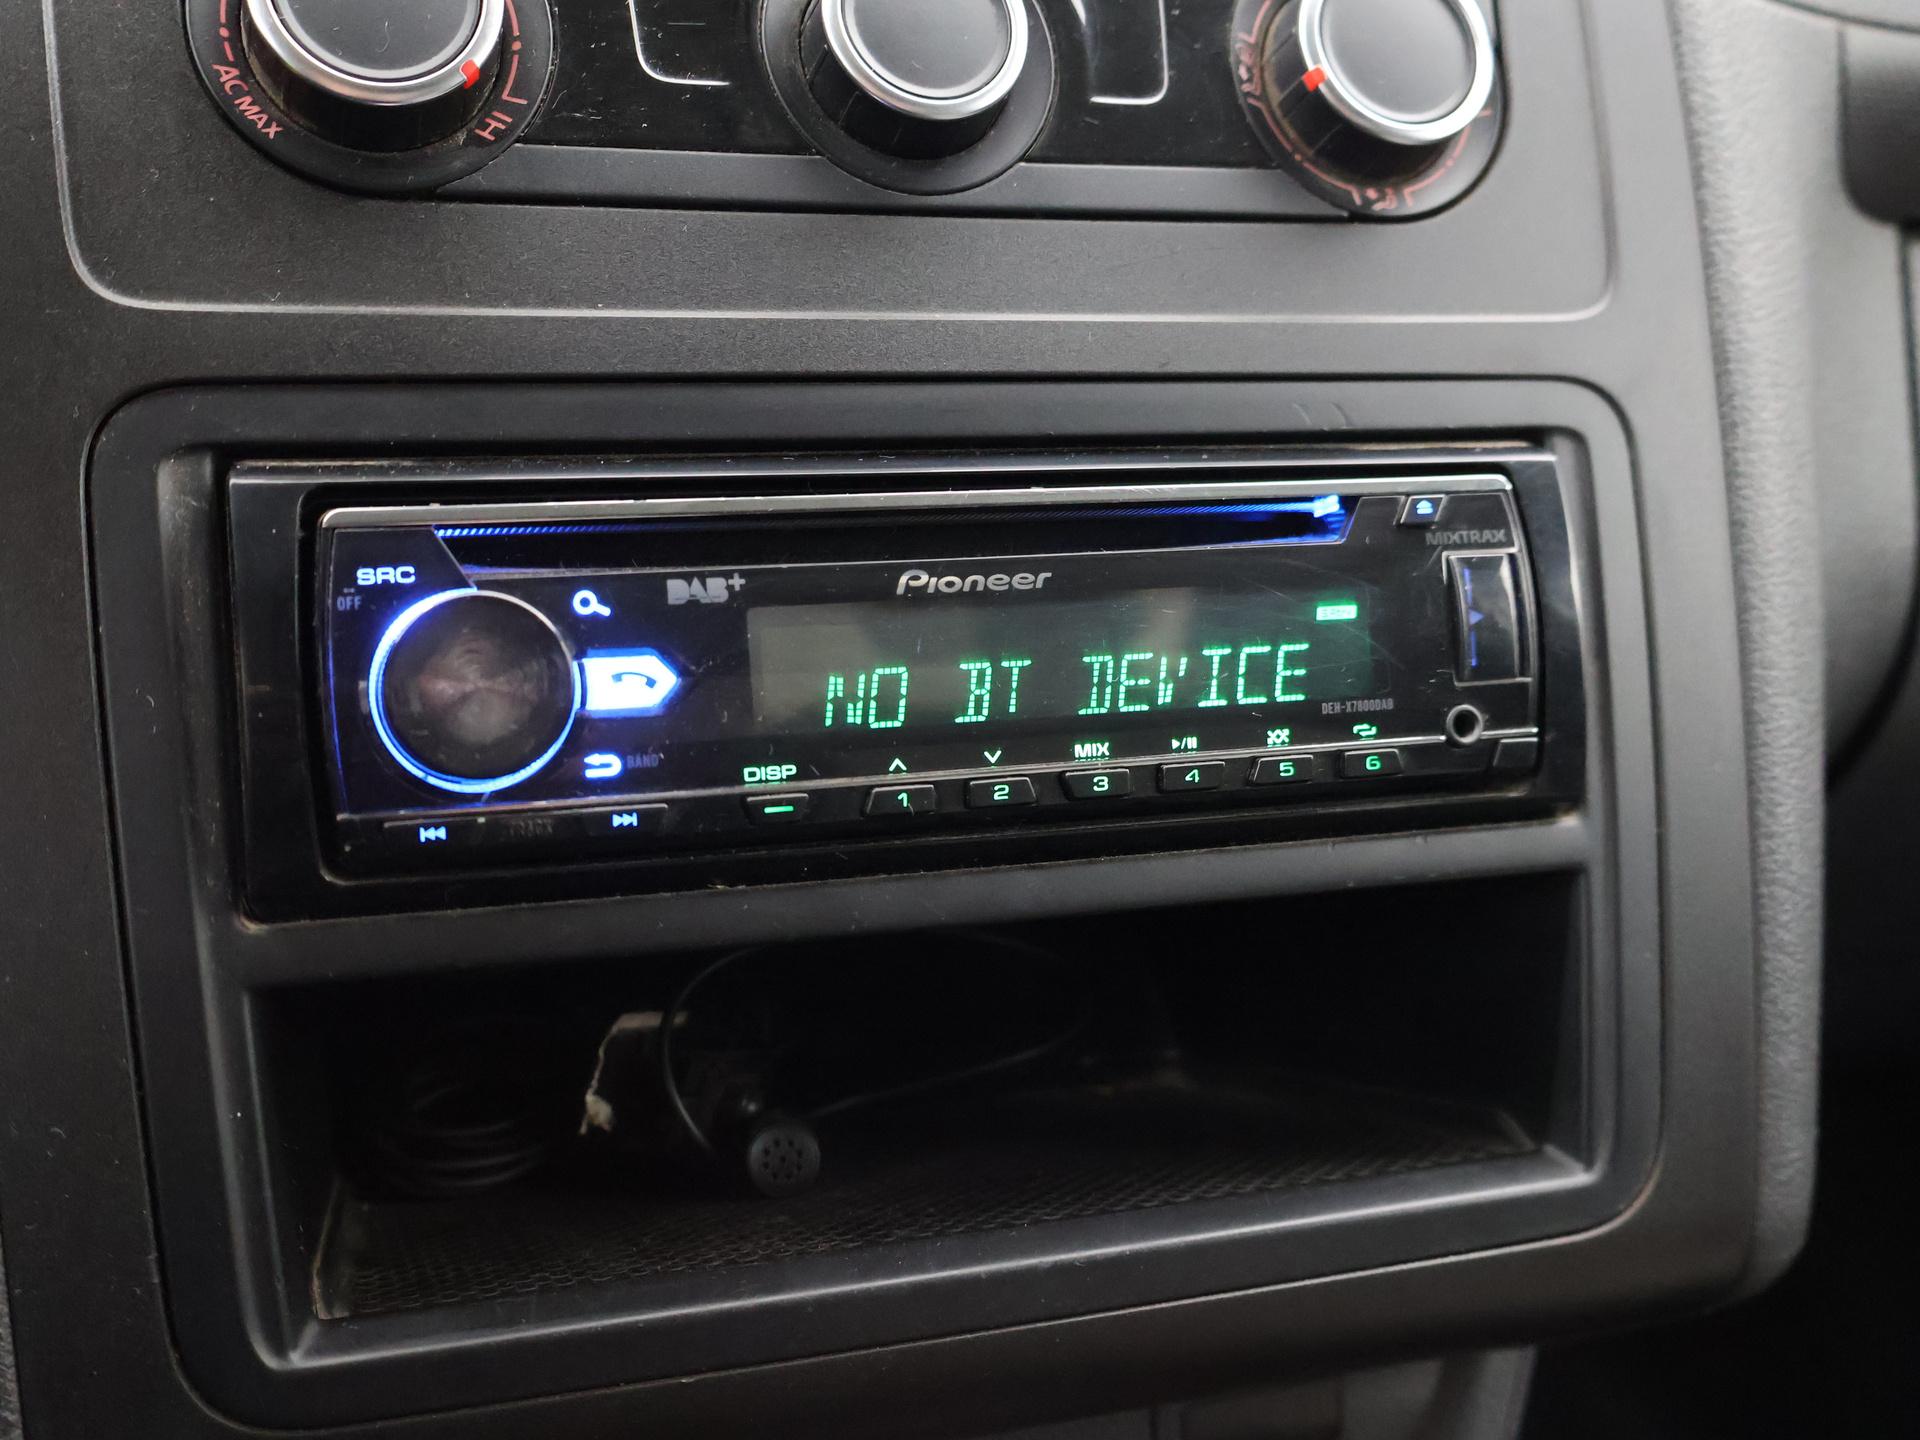 AC MAX
HI
SRC
OFF
DAB+
Pioneer
MIXTRAX
NO BT DEVICE
DEH-X7800DAB
BAND
DISP
MIX
1
2
3
4
5
6